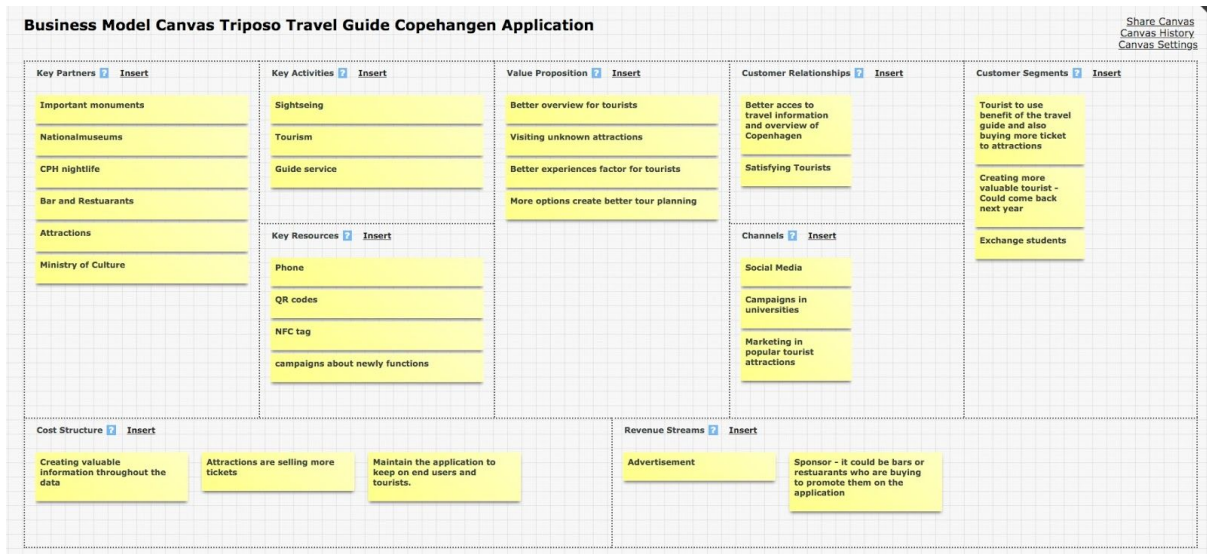 Business Model Canvas Triposo Travel Guide Copehangen Application
Share Canvas
Canvas History
Canvas Settings
Key Partners ? Insert
Important monuments
Nationalmuseums
CPH nightlife
Bar and Restuarants
Attractions
Ministry of Culture
Key Activities ? Insert
Sightseing
Tourism
Guide service
Key Resources ? Insert
Phone
QR codes
NFC tag
campaigns about newly functions
Value Proposition ? Insert
Better overview for tourists
Visiting unknown attractions
Better experiences factor for tourists
More options create better tour planning
Customer Relationships ? Insert
Better acces to
travel information
and overview of
Copenhagen
Satisfying Tourists
Channels ? Insert
Social Media
Campaigns in
universities
Marketing in
popular tourist
attractions
Customer Segments ? Insert
Tourist to use
benefit of the travel
guide and also
buying more ticket
to attractions
Creating more
valuable tourist -
Could come back
next year
Exchange students
Cost Structure ? Insert
Creating valuable
information throughout the
data
Attractions are selling more
tickets
Maintain the application to
keep on end users and
tourists.
Revenue Streams ? Insert
Advertisement
Sponsor - it could be bars or
restuarants who are buying
to promote them on the
application